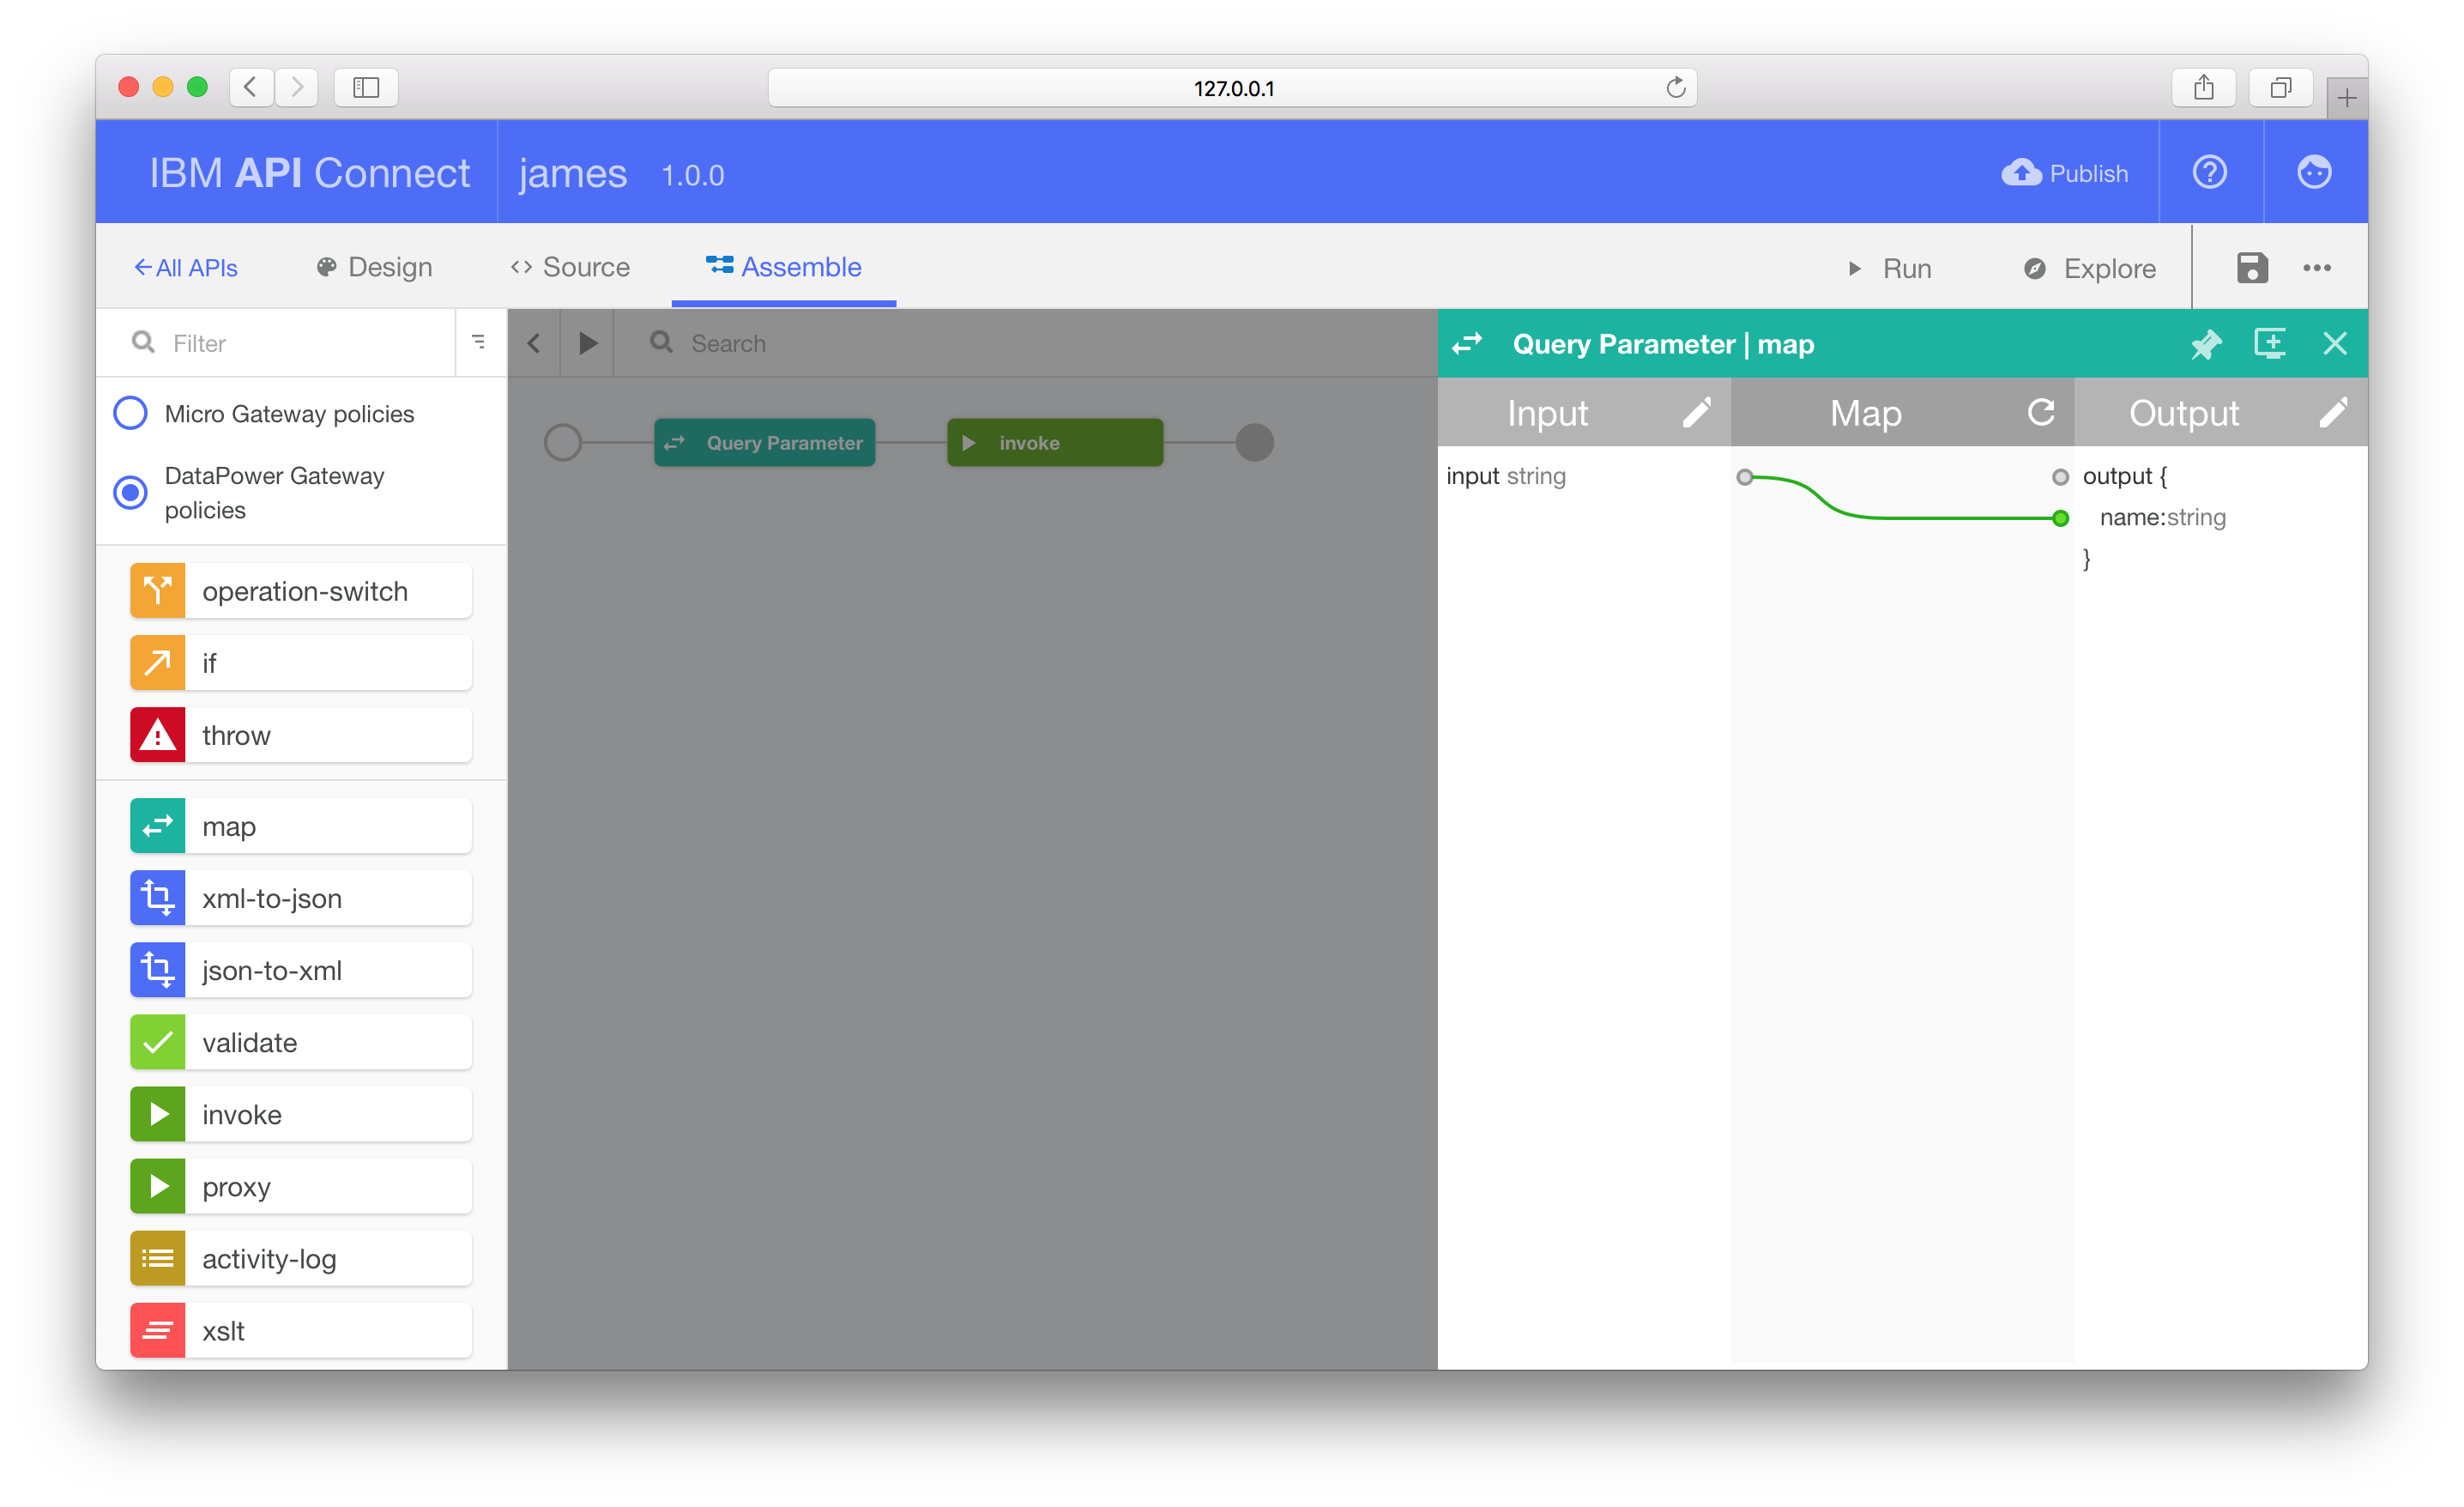 127.0.0.1
IBM API Connect james 1.0.0 Publish
All APIs Design Source Assemble Run Explore
Filter
Search
Query Parameter | map
Micro Gateway policies
DataPower Gateway
policies
Query Parameter invoke
Input Map Output
input string
output {
name:string
}
operation-switch
if
throw
map
xml-to-json
json-to-xml
validate
invoke
proxy
activity-log
xslt